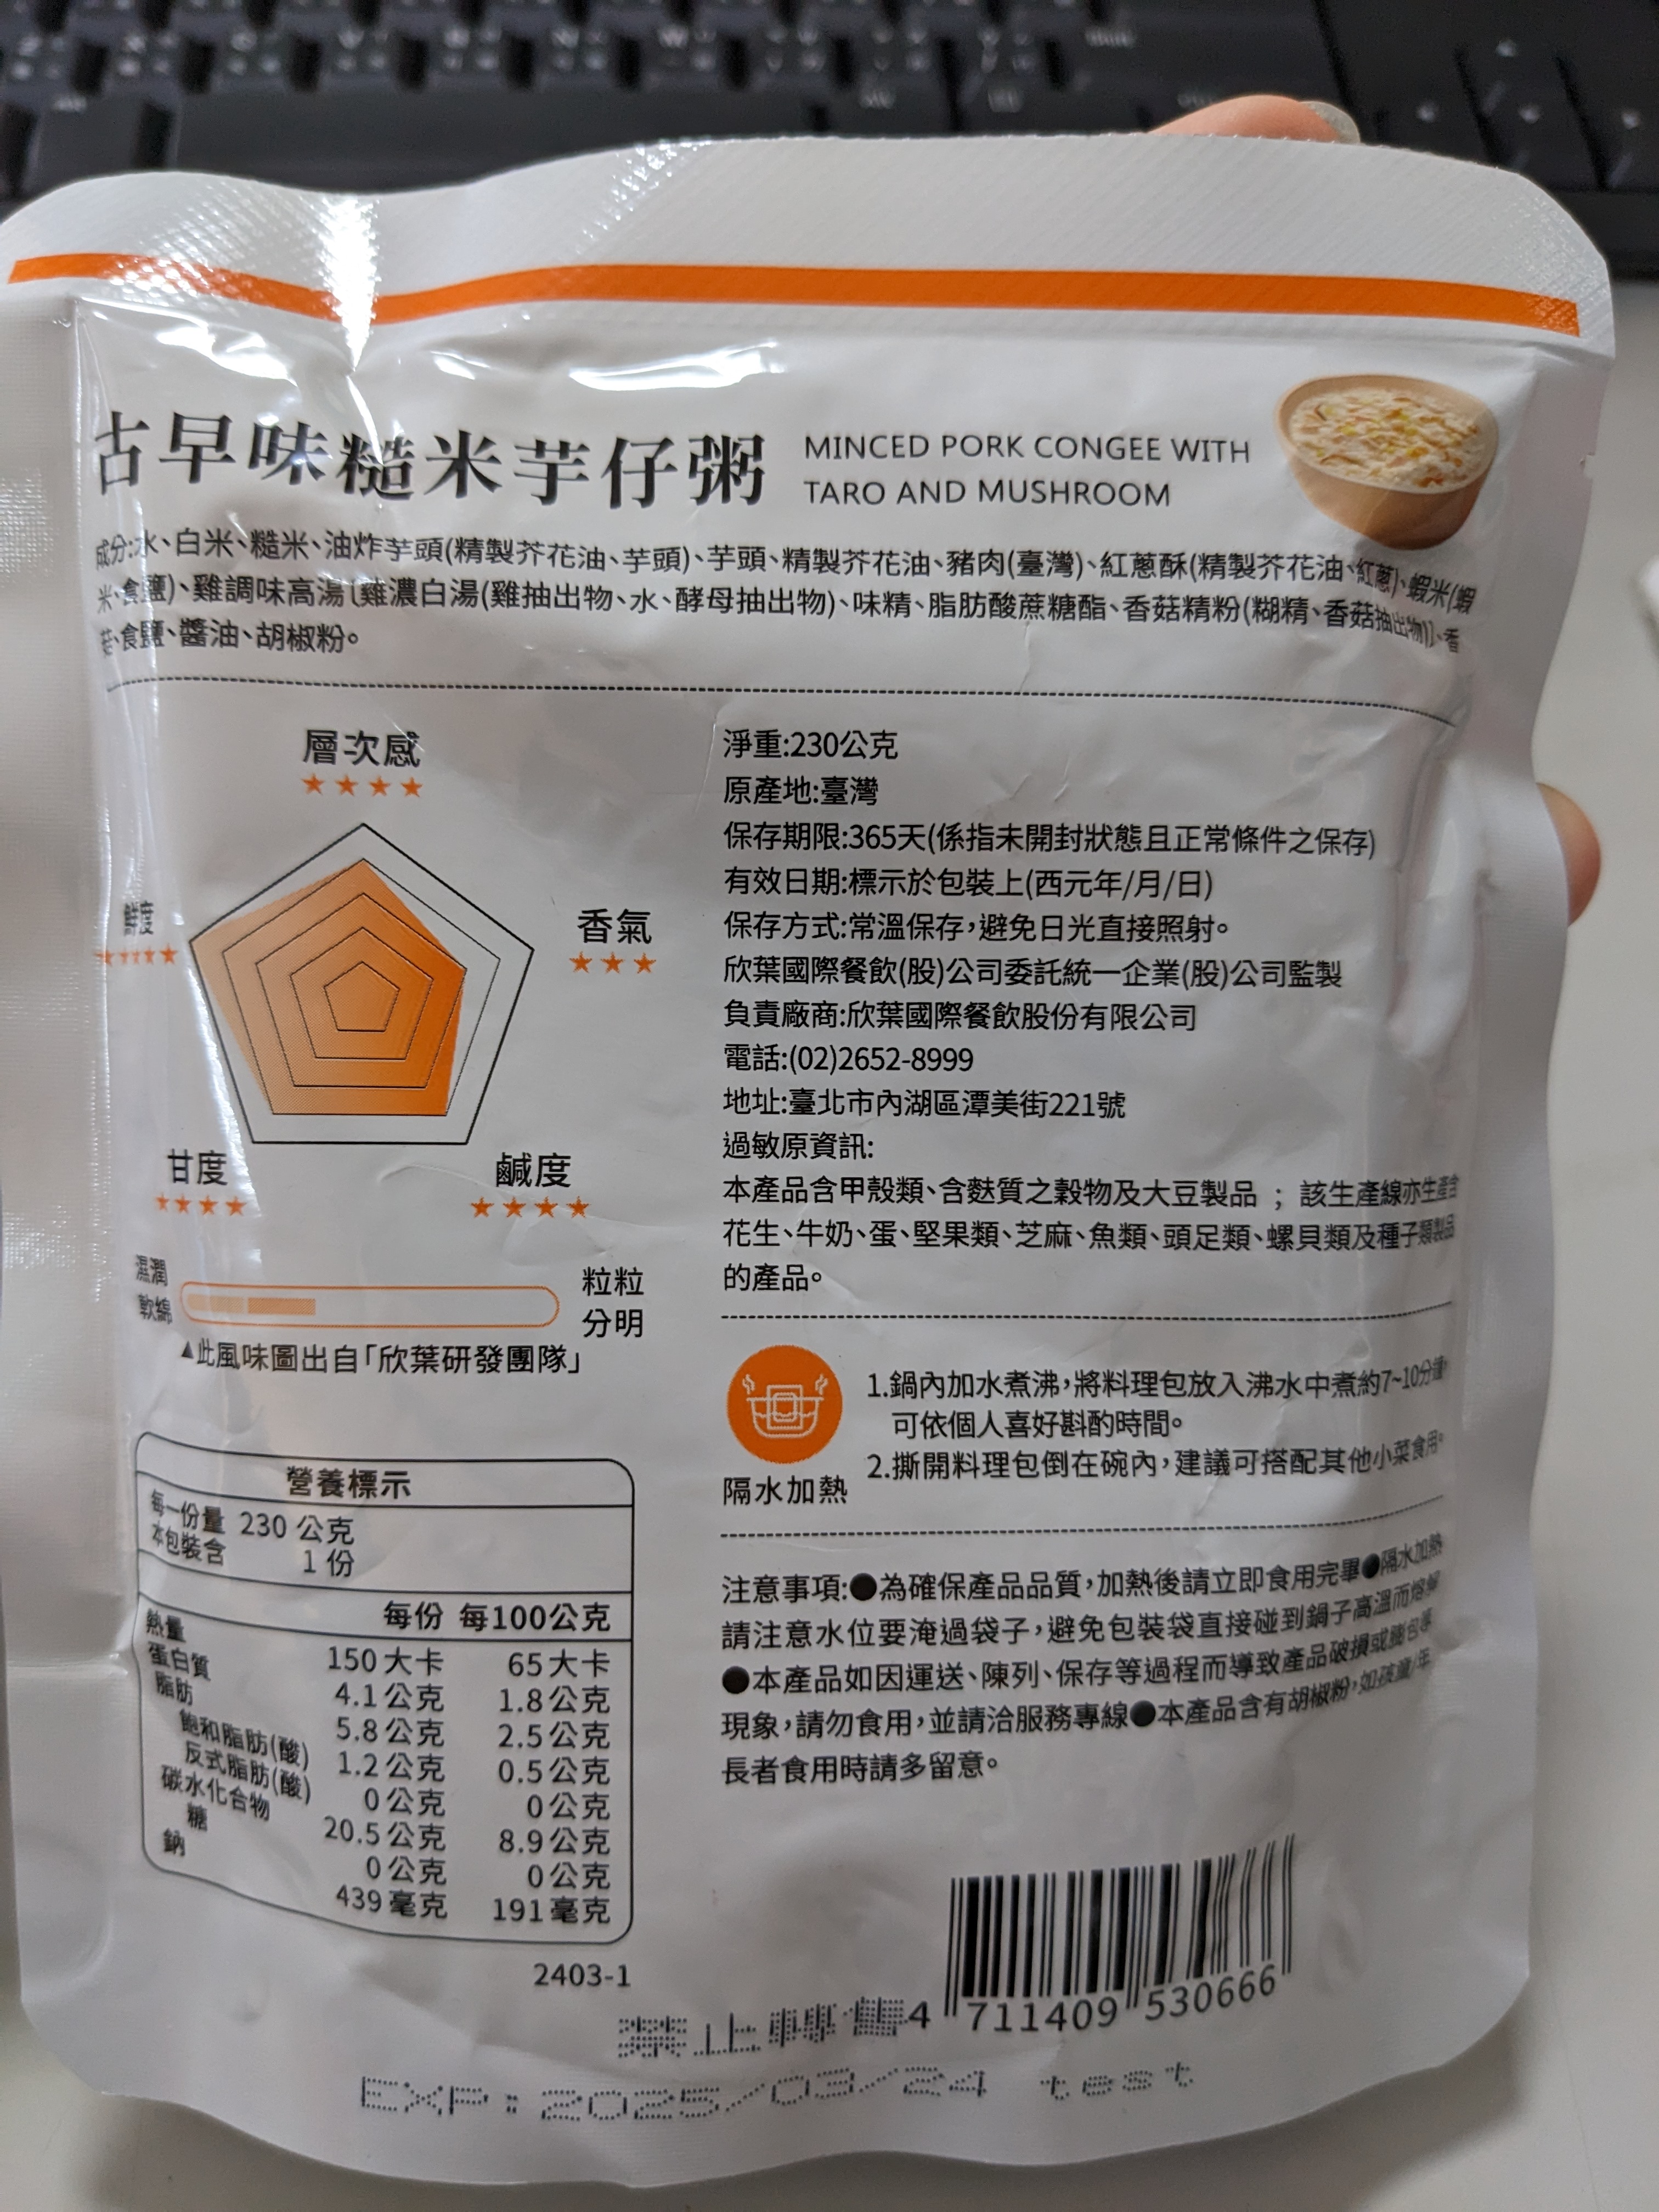 古早味糙米芋仔粥
MINCED PORK CONGEE WITH
TARO AND MUSHROOM
成分:水、白米、糙米、油炸芋頭(精製芥花油、芋頭)、芋頭、精製芥花油、豬肉(臺灣)、紅蔥酥(精製芥花油、紅蔥)、蝦米(蝦
米、食鹽)、雞調味高湯〔雞濃白湯(雞抽出物、水、酵母抽出物)、味精、脂肪酸蔗糖酯、香菇精粉(糊精、香菇抽出物)〕、香
菇、食鹽、醬油、胡椒粉。
層次感
★★★★
鮮度
★★★★★
香氣
★★★
甘度
★★★★
鹹度
★★★★
濕潤
軟綿
粒粒
分明
▲此風味圖出自「欣葉研發團隊」
淨重:230公克
原產地:臺灣
保存期限:365天(係指未開封狀態且正常條件之保存)
有效日期:標示於包裝上(西元年/月/日)
保存方式:常溫保存,避免日光直接照射。
欣葉國際餐飲(股)公司委託統一企業(股)公司監製
負責廠商:欣葉國際餐飲股份有限公司
電話:(02)2652-8999
地址:臺北市內湖區潭美街221號
過敏原資訊:
本產品含甲殼類、含麩質之穀物及大豆製品 ; 該生產線亦生產含
花生、牛奶、蛋、堅果類、芝麻、魚類、頭足類、螺貝類及種子類製品
的產品。
隔水加熱
1.鍋內加水煮沸,將料理包放入沸水中煮約7~10分鐘,
可依個人喜好斟酌時間。
2.撕開料理包倒在碗內,建議可搭配其他小菜食用。
注意事項:●為確保產品品質,加熱後請立即食用完畢●隔水加熱
請注意水位要淹過袋子,避免包裝袋直接碰到鍋子高溫而熔解
●本產品如因運送、陳列、保存等過程而導致產品破損或膨包等
現象,請勿食用,並請洽服務專線●本產品含有胡椒粉,如孩童/年
長者食用時請多留意。
營養標示
每一份量 230 公克
本包裝含 1 份
每份 每100公克
熱量 150 大卡 65 大卡
蛋白質 4.1 公克 1.8 公克
脂肪 5.8 公克 2.5 公克
飽和脂肪(酸) 1.2 公克 0.5 公克
反式脂肪(酸) 0 公克 0 公克
碳水化合物 20.5 公克 8.9 公克
糖 0 公克 0 公克
鈉 439 毫克 191 毫克
2403-1
禁止轉售
4 711409 530666
EXP:2025/03/24 test